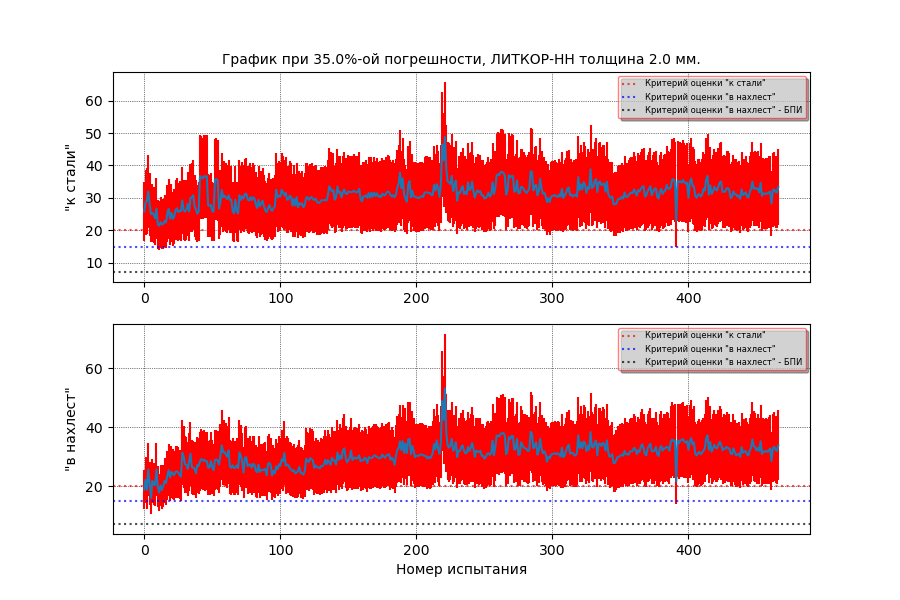 График при 35.0%-ой погрешности, ЛИТКОР-НН толщина 2.0 мм.
"к стали"
60
50
40
30
20
10
Критерий оценки "к стали"
Критерий оценки "в нахлест"
Критерий оценки "в нахлест" - БПИ
0
100
200
300
400
"в нахлест"
60
40
20
Критерий оценки "к стали"
Критерий оценки "в нахлест"
Критерий оценки "в нахлест" - БПИ
0
100
200
300
400
Номер испытания